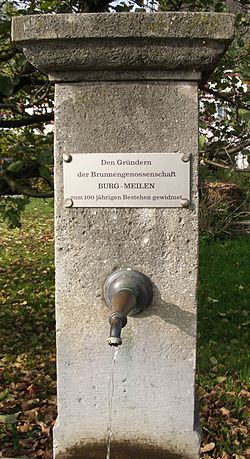 Den Gründern
der Brunnengenossenschaft
BURG - MEILEN
zum 100 jährigen Bestehen gewidmet